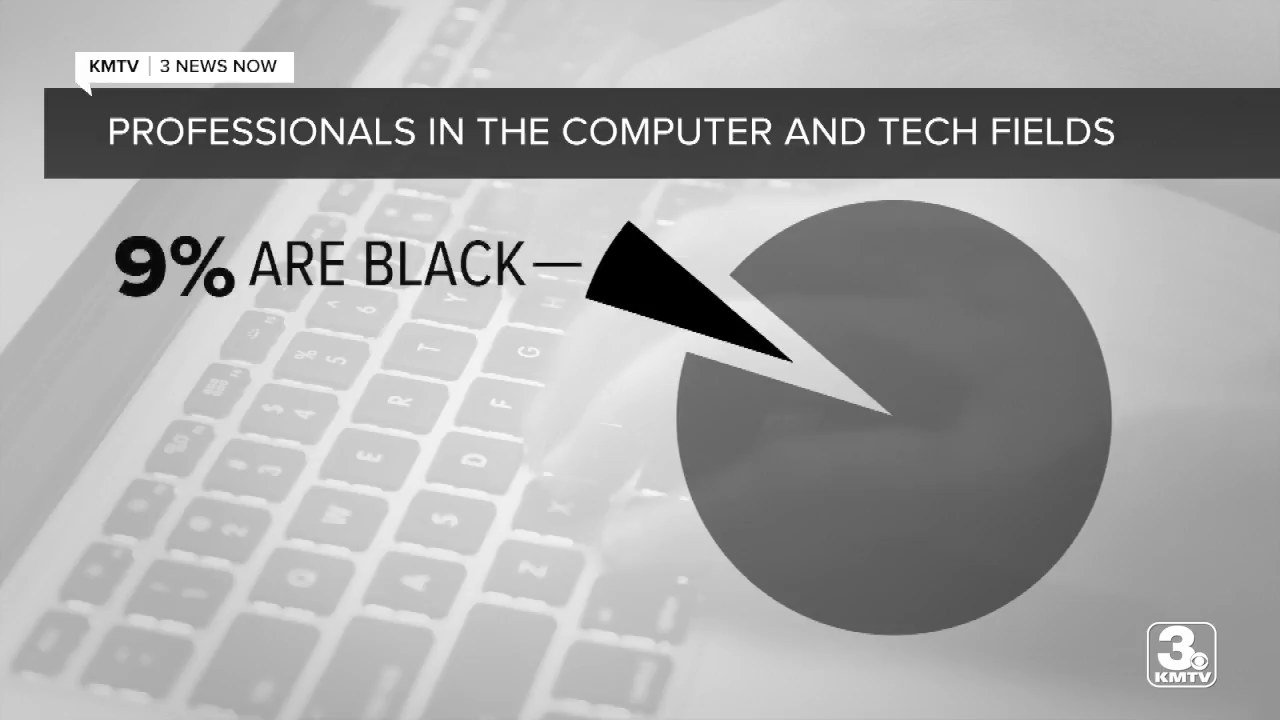 KMTV | 3 NEWS NOW
PROFESSIONALS IN THE COMPUTER AND TECH FIELDS
9% ARE BLACK
3
KMTV